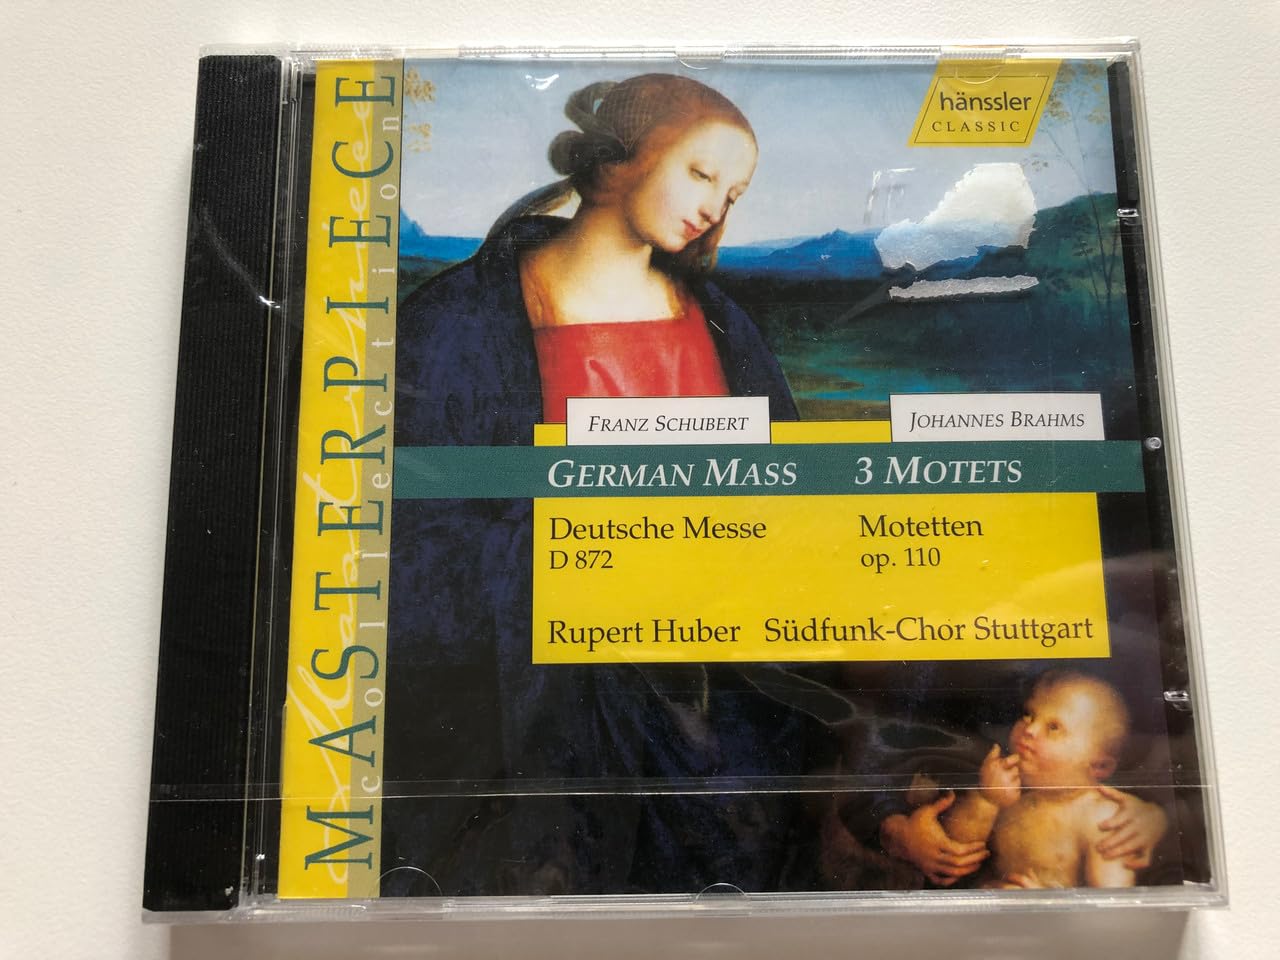 hänssler
CLASSIC
MASTERPIECE
collection
FRANZ SCHUBERT
JOHANNES BRAHMS
GERMAN MASS
3 MOTETS
Deutsche Messe
D 872
Motetten
op. 110
Rupert Huber
Südfunk-Chor Stuttgart